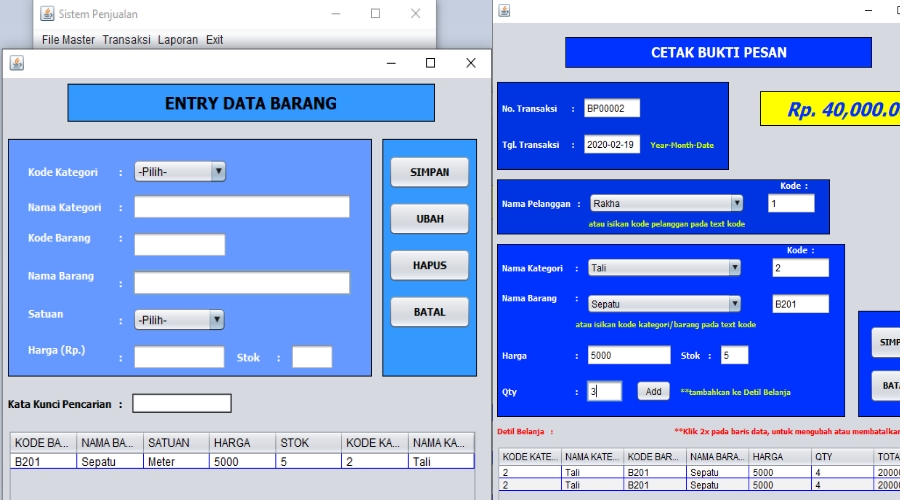 Sistem Penjualan
File Master Transaksi Laporan Exit
ENTRY DATA BARANG
Kode Kategori : -Pilih-
Nama Kategori :
Kode Barang :
Nama Barang :
Satuan : -Pilih-
Harga (Rp.) : Stok :
SIMPAN
UBAH
HAPUS
BATAL
Kata Kunci Pencarian :
KODE BA... NAMA BA... SATUAN HARGA STOK KODE KA... NAMA KA...
B201 Sepatu Meter 5000 5 2 Tali
CETAK BUKTI PESAN
No. Transaksi : BP00002
Rp. 40,000.0
Tgl. Transaksi : 2020-02-19 Year-Month-Date
Kode :
Nama Pelanggan : Rakha 1
atau isikan kode pelanggan pada text kode
Kode :
Nama Kategori : Tali 2
Nama Barang : Sepatu B201
atau isikan kode kategori/barang pada text kode
Harga : 5000 Stok : 5
Qty : 3 Add **tambahkan ke Detil Belanja
SIMP
BATA
Detil Belanja : **Klik 2x pada baris data, untuk mengubah atau membatalkan
KODE KATE... NAMA KATE... KODE BAR... NAMA BARA... HARGA QTY TOTA
2 Tali B201 Sepatu 5000 4 20000
2 Tali B201 Sepatu 5000 4 20000